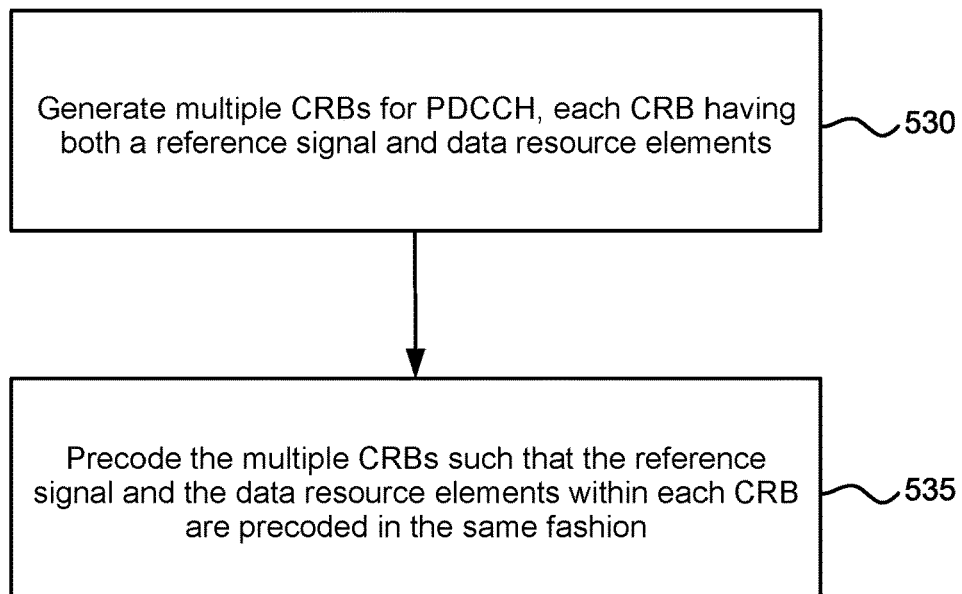 Generate multiple CRBs for PDCCH, each CRB having
both a reference signal and data resource elements
530
Precode the multiple CRBs such that the reference
signal and the data resource elements within each CRB
are precoded in the same fashion
535